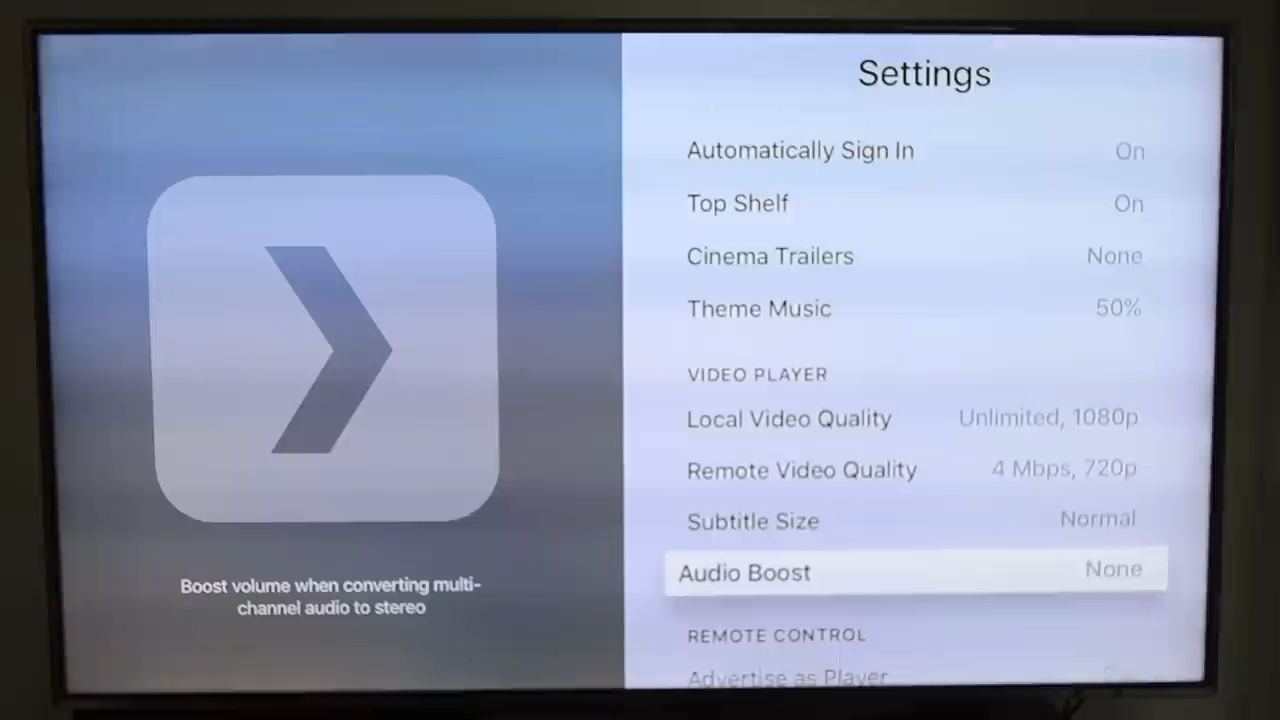 Settings
Automatically Sign In On
Top Shelf On
Cinema Trailers None
Theme Music 50%
VIDEO PLAYER
Local Video Quality Unlimited, 1080p
Remote Video Quality 4 Mbps, 720p
Subtitle Size Normal
Audio Boost None
REMOTE CONTROL
Advertise as Player
Boost volume when converting multi-
channel audio to stereo